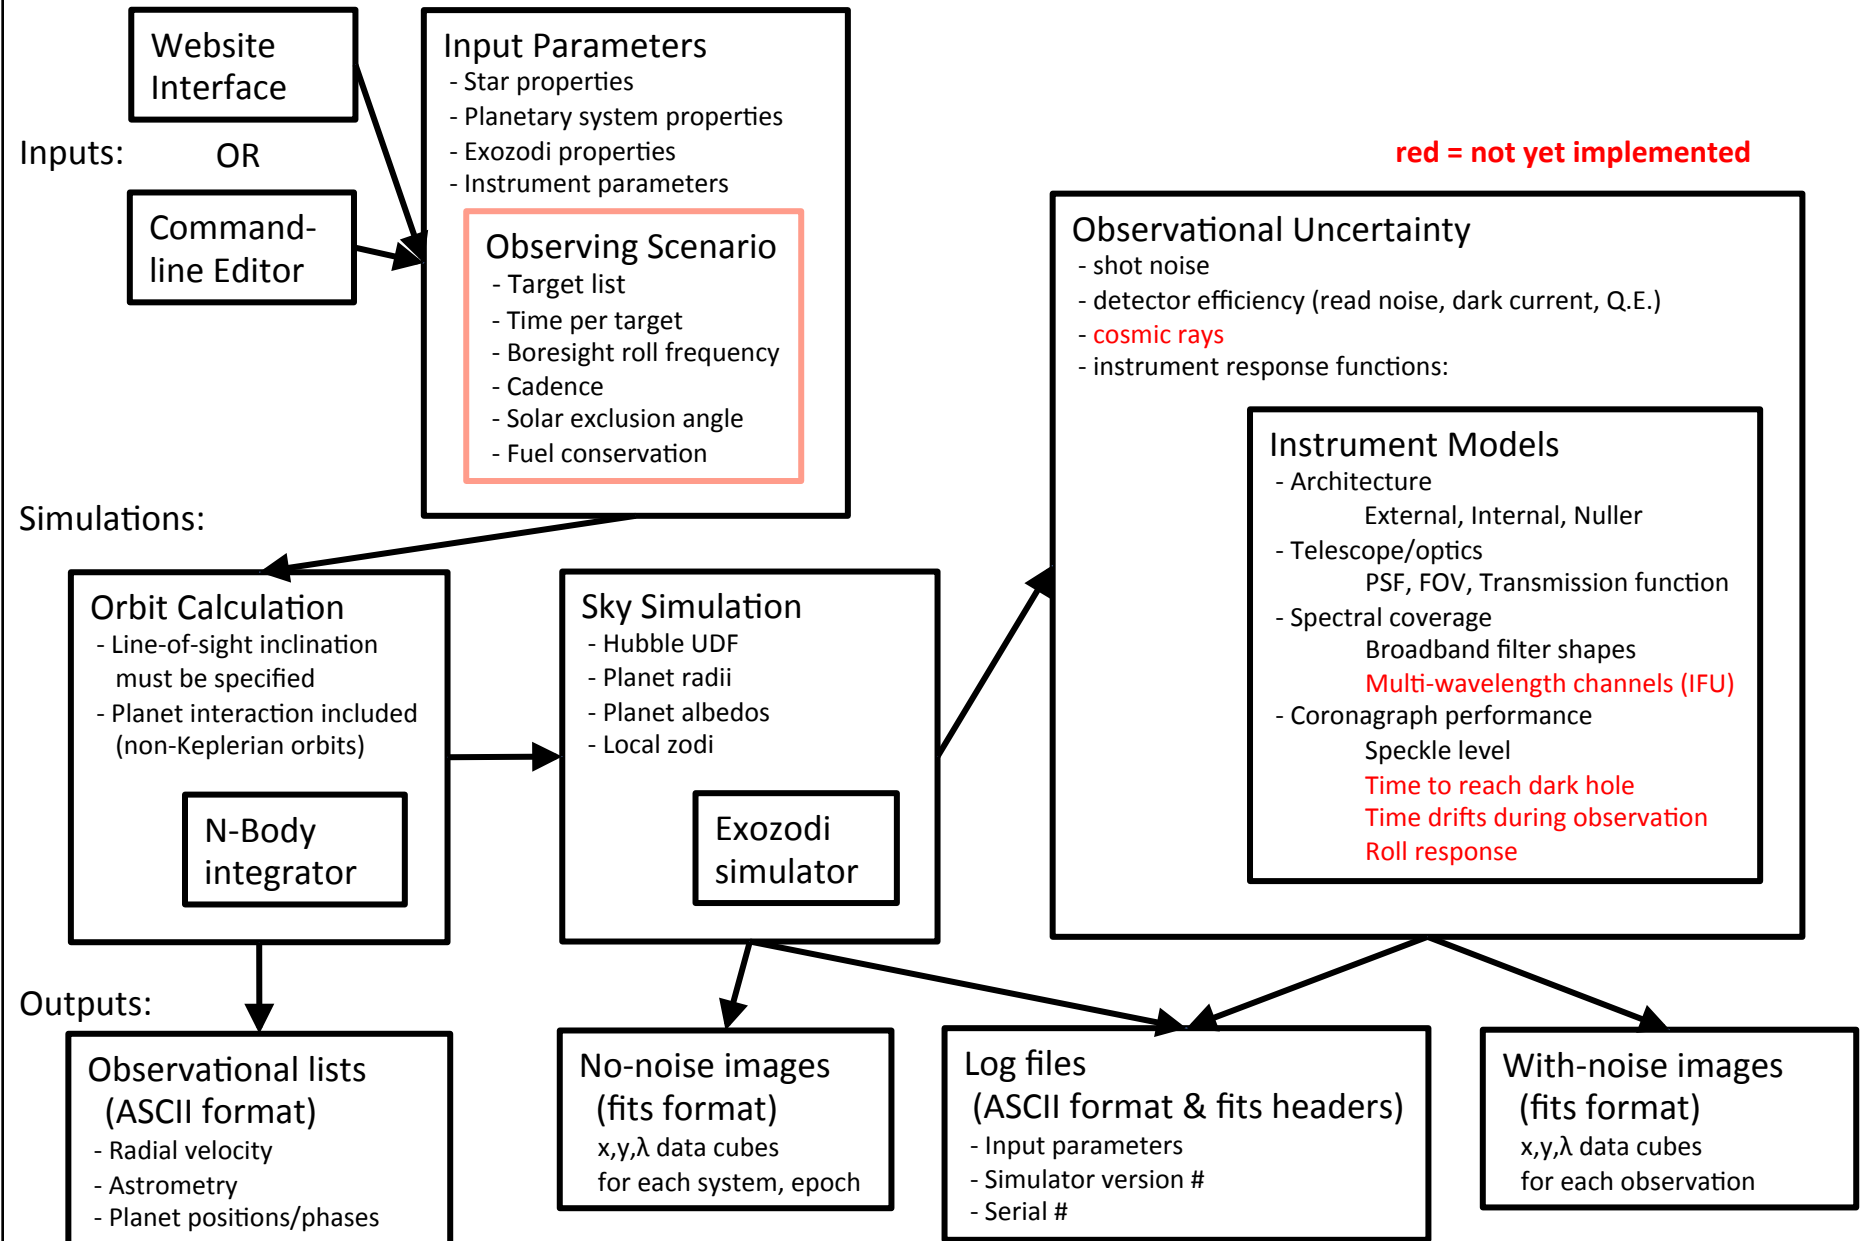 Website
Interface
Inputs:
OR
Command-
line Editor
Input Parameters
- Star properties
- Planetary system properties
- Exozodi properties
- Instrument parameters
Observing Scenario
- Target list
- Time per target
- Boresight roll frequency
- Cadence
- Solar exclusion angle
- Fuel conservation
red = not yet implemented
Observational Uncertainty
- shot noise
- detector efficiency (read noise, dark current, Q.E.)
- cosmic rays
- instrument response functions:
Instrument Models
- Architecture
External, Internal, Nuller
- Telescope/optics
PSF, FOV, Transmission function
- Spectral coverage
Broadband filter shapes
Multi-wavelength channels (IFU)
- Coronagraph performance
Speckle level
Time to reach dark hole
Time drifts during observation
Roll response
Simulations:
Orbit Calculation
- Line-of-sight inclination
must be specified
- Planet interaction included
(non-Keplerian orbits)
N-Body
integrator
Sky Simulation
- Hubble UDF
- Planet radii
- Planet albedos
- Local zodi
Exozodi
simulator
Outputs:
Observational lists
(ASCII format)
- Radial velocity
- Astrometry
- Planet positions/phases
No-noise images
(fits format)
x,y,λ data cubes
for each system, epoch
Log files
(ASCII format & fits headers)
- Input parameters
- Simulator version #
- Serial #
With-noise images
(fits format)
x,y,λ data cubes
for each observation